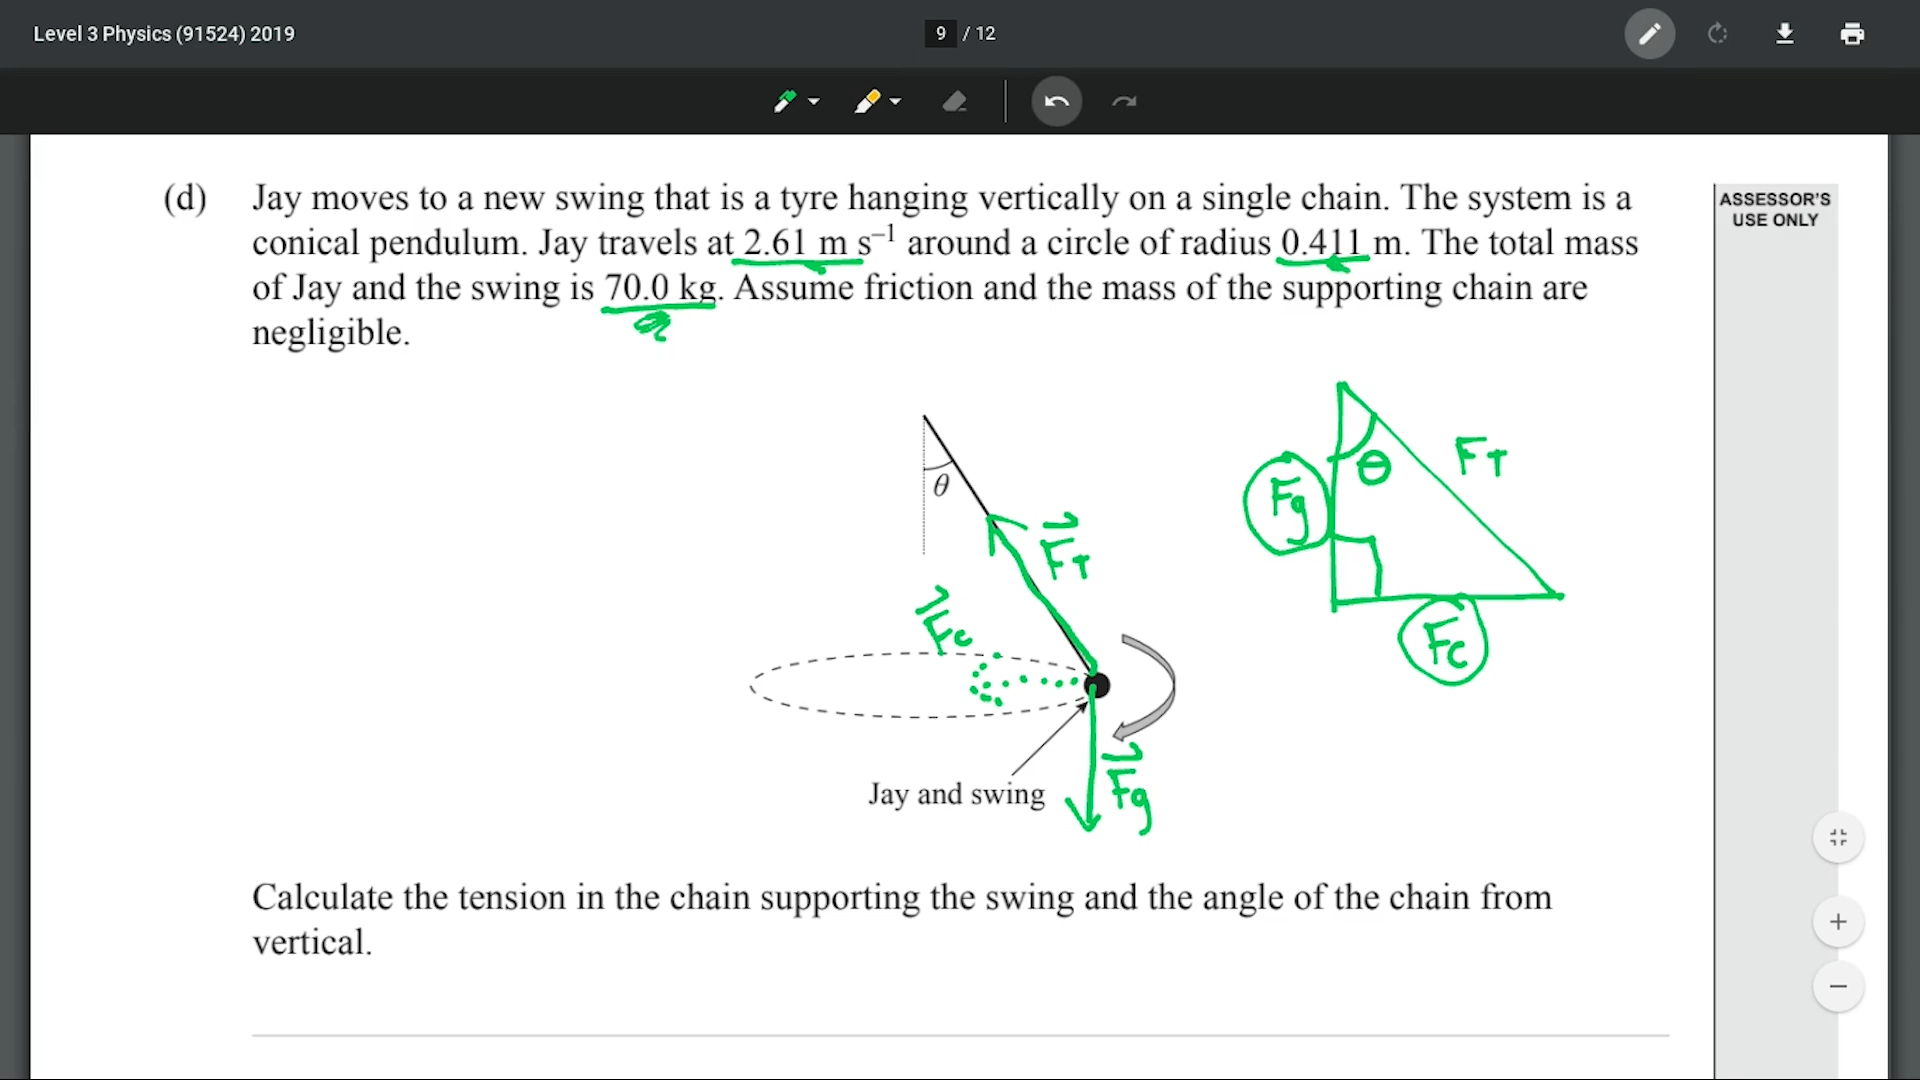 Level 3 Physics (91524) 2019
9 / 12
ASSESSOR'S
USE ONLY
(d) Jay moves to a new swing that is a tyre hanging vertically on a single chain. The system is a
conical pendulum. Jay travels at 2.61 m s⁻¹ around a circle of radius 0.411 m. The total mass
of Jay and the swing is 70.0 kg. Assume friction and the mass of the supporting chain are
negligible.
θ
FT
Fc
Fg
Jay and swing
Fg
θ
FT
Fc
Calculate the tension in the chain supporting the swing and the angle of the chain from
vertical.